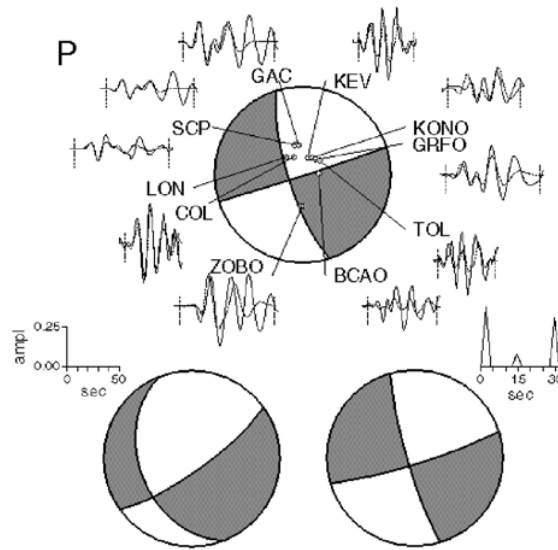 P
GAC
KEV
SCP
KONO
GRFO
LON
COL
TOL
ZOBO
BCAO
ampl
0.25
0.00
0
50
sec
0
15
30
sec